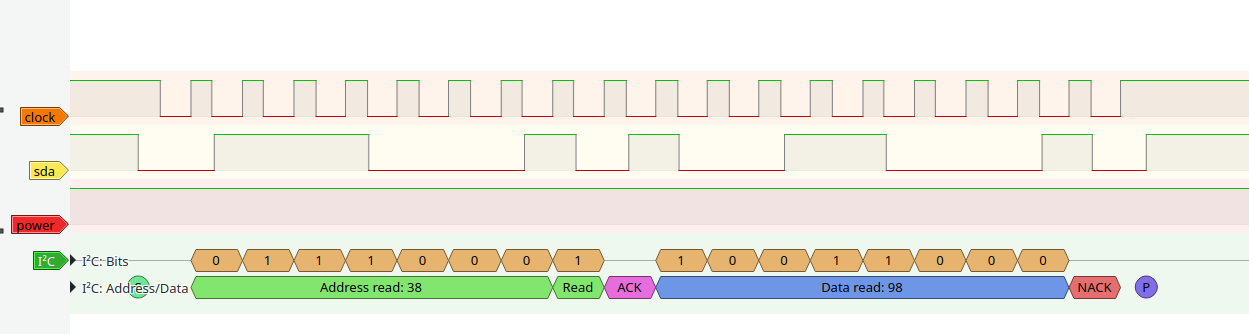 clock
sda
power
I²C
I²C: Bits
0 1 1 1 0 0 0 1 1 0 0 1 1 0 0 0
I²C: Address/Data
Address read: 38 Read ACK Data read: 98 NACK P